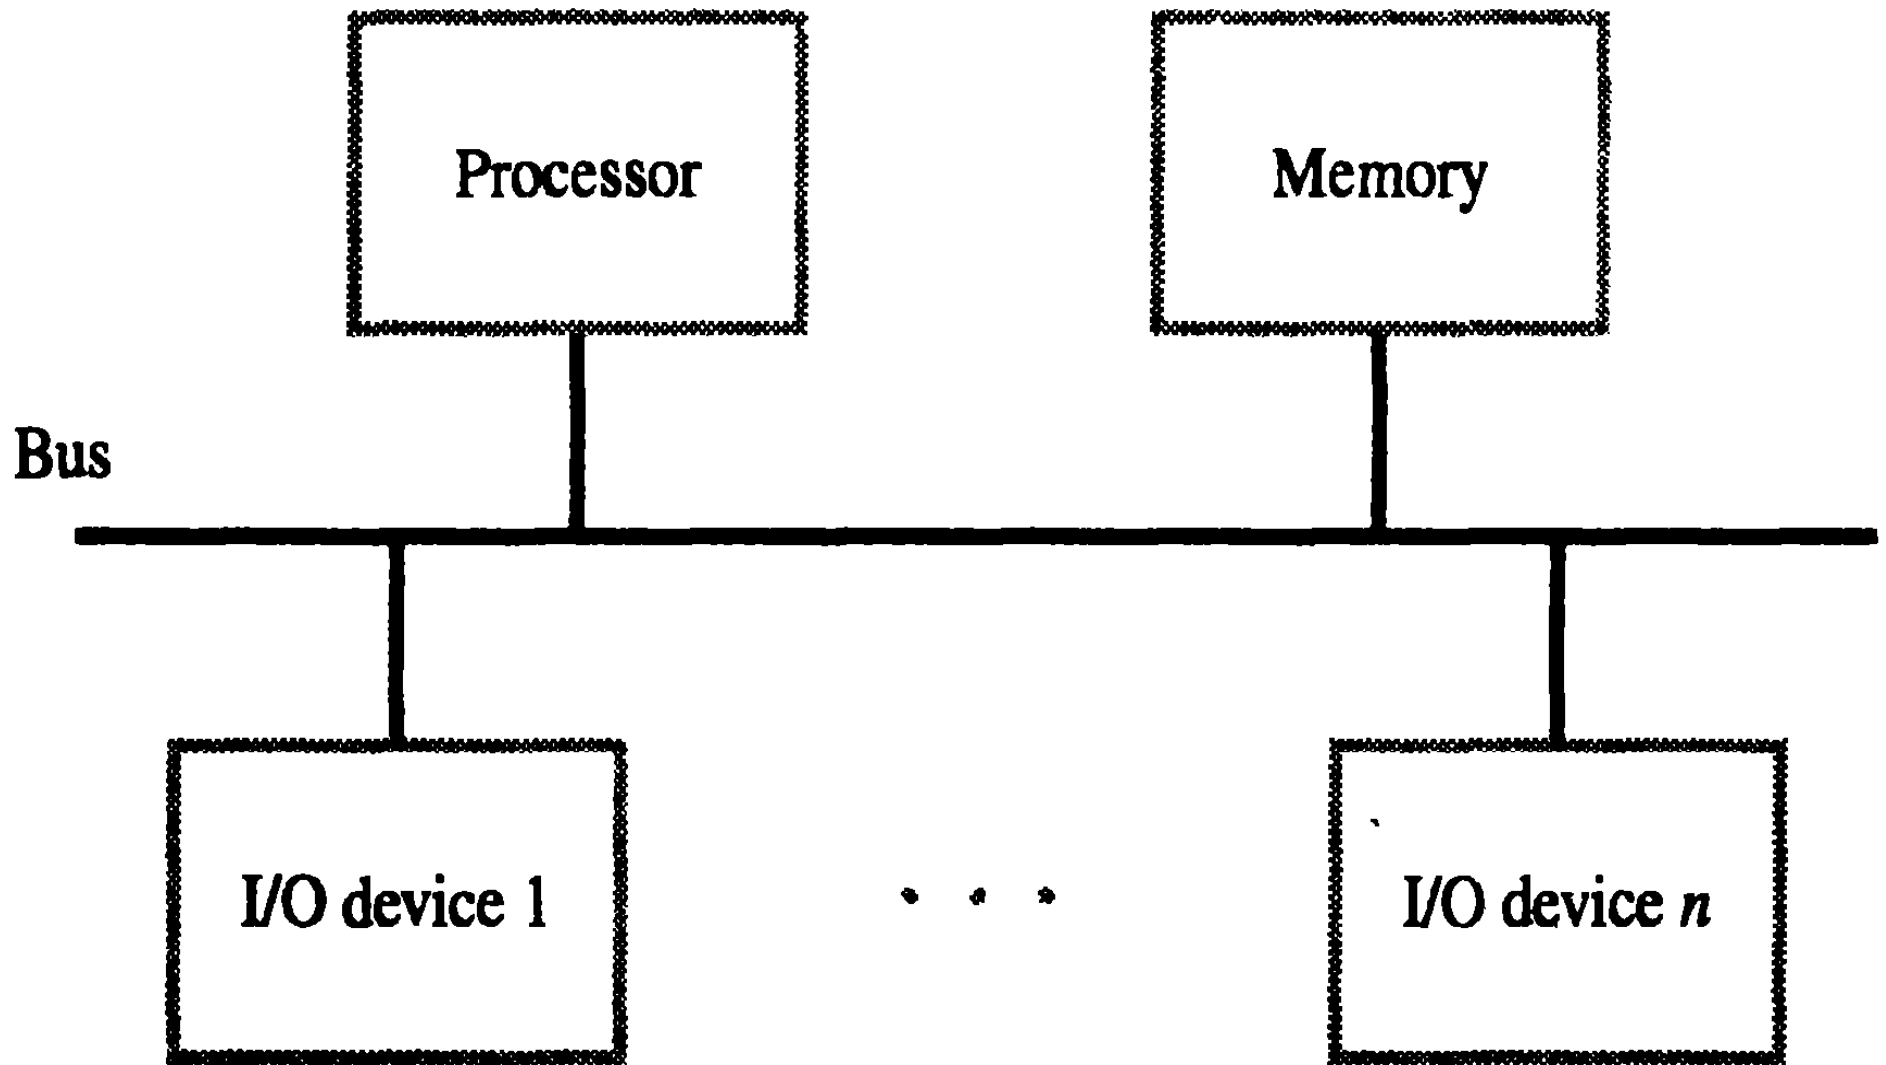 Processor
Memory
Bus
I/O device 1
. . .
I/O device n